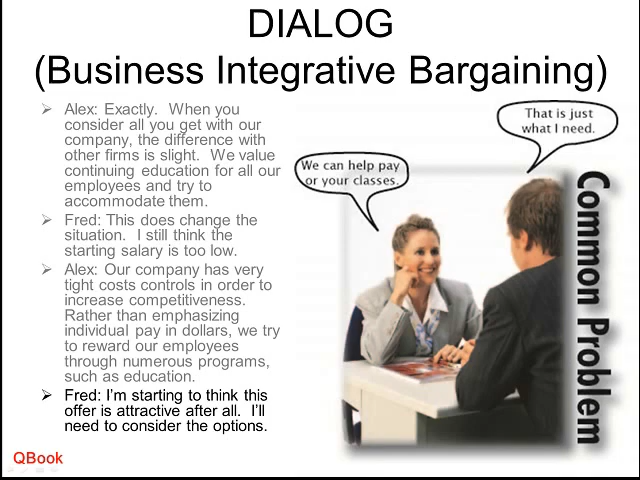 DIALOG
(Business Integrative Bargaining)
Alex: Exactly. When you
consider all you get with our
company, the difference with
other firms is slight. We value
continuing education for all our
employees and try to
accommodate them.
Fred: This does change the
situation. I still think the
starting salary is too low.
Alex: Our company has very
tight costs controls in order to
increase competitiveness.
Rather than emphasizing
individual pay in dollars, we try
to reward our employees
through numerous programs,
such as education.
Fred: I'm starting to think this
offer is attractive after all. I'll
need to consider the options.
We can help pay
or your classes.
That is just
what I need.
Common Problem
QBook